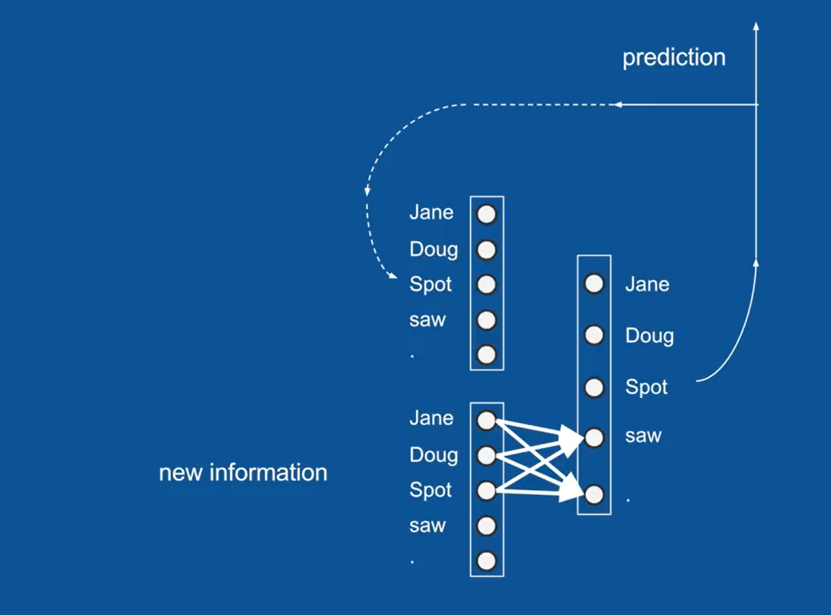 prediction
Jane
Doug
Spot
saw
.
Jane
Doug
Spot
saw
.
new information
Jane
Doug
Spot
saw
.